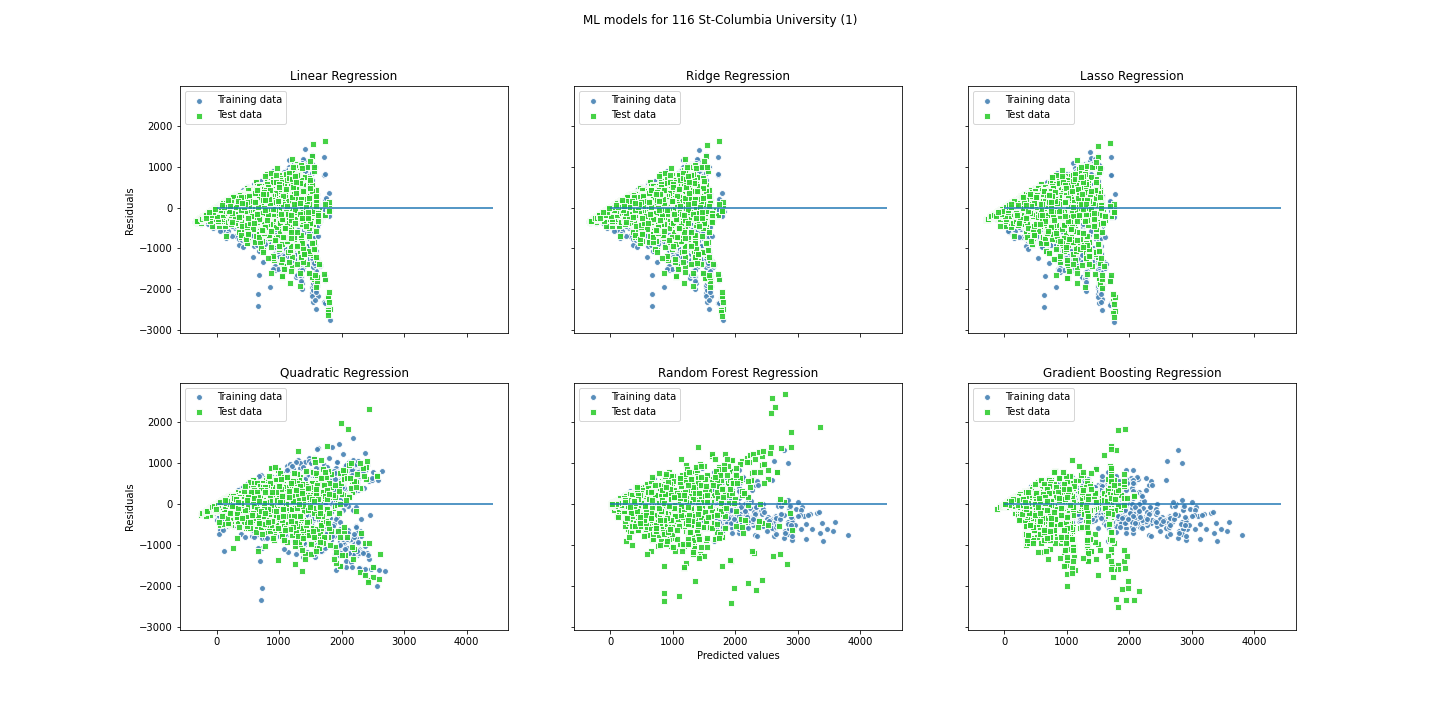 ML models for 116 St-Columbia University (1)
Linear Regression
Ridge Regression
Lasso Regression
Training data
Test data
Training data
Test data
Training data
Test data
2000
1000
0
−1000
−2000
−3000
Residuals
Quadratic Regression
Random Forest Regression
Gradient Boosting Regression
Training data
Test data
Training data
Test data
Training data
Test data
2000
1000
0
−1000
−2000
−3000
Residuals
0 1000 2000 3000 4000
0 1000 2000 3000 4000
0 1000 2000 3000 4000
Predicted values